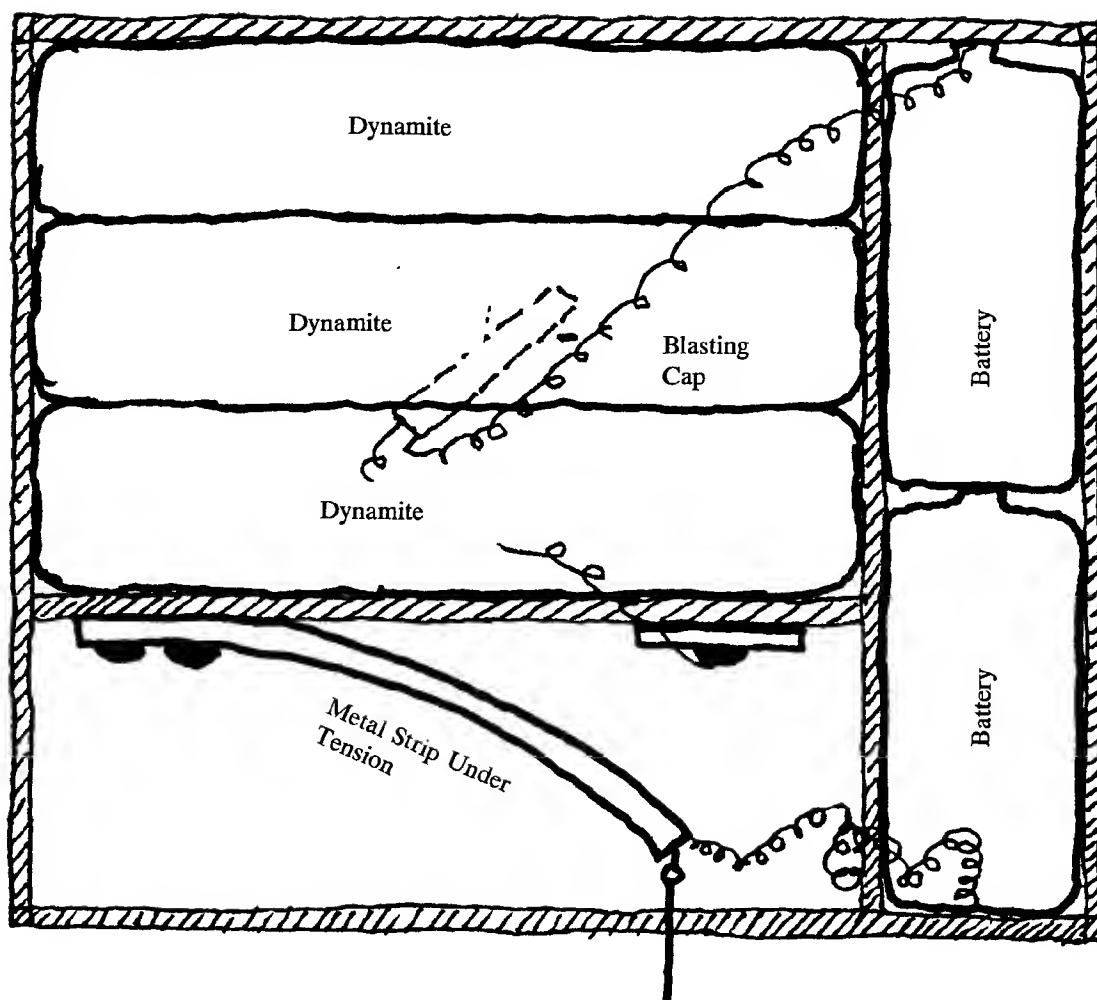 Dynamite
Dynamite
Blasting
Cap
Dynamite
Metal Strip Under
Tension
Battery
Battery